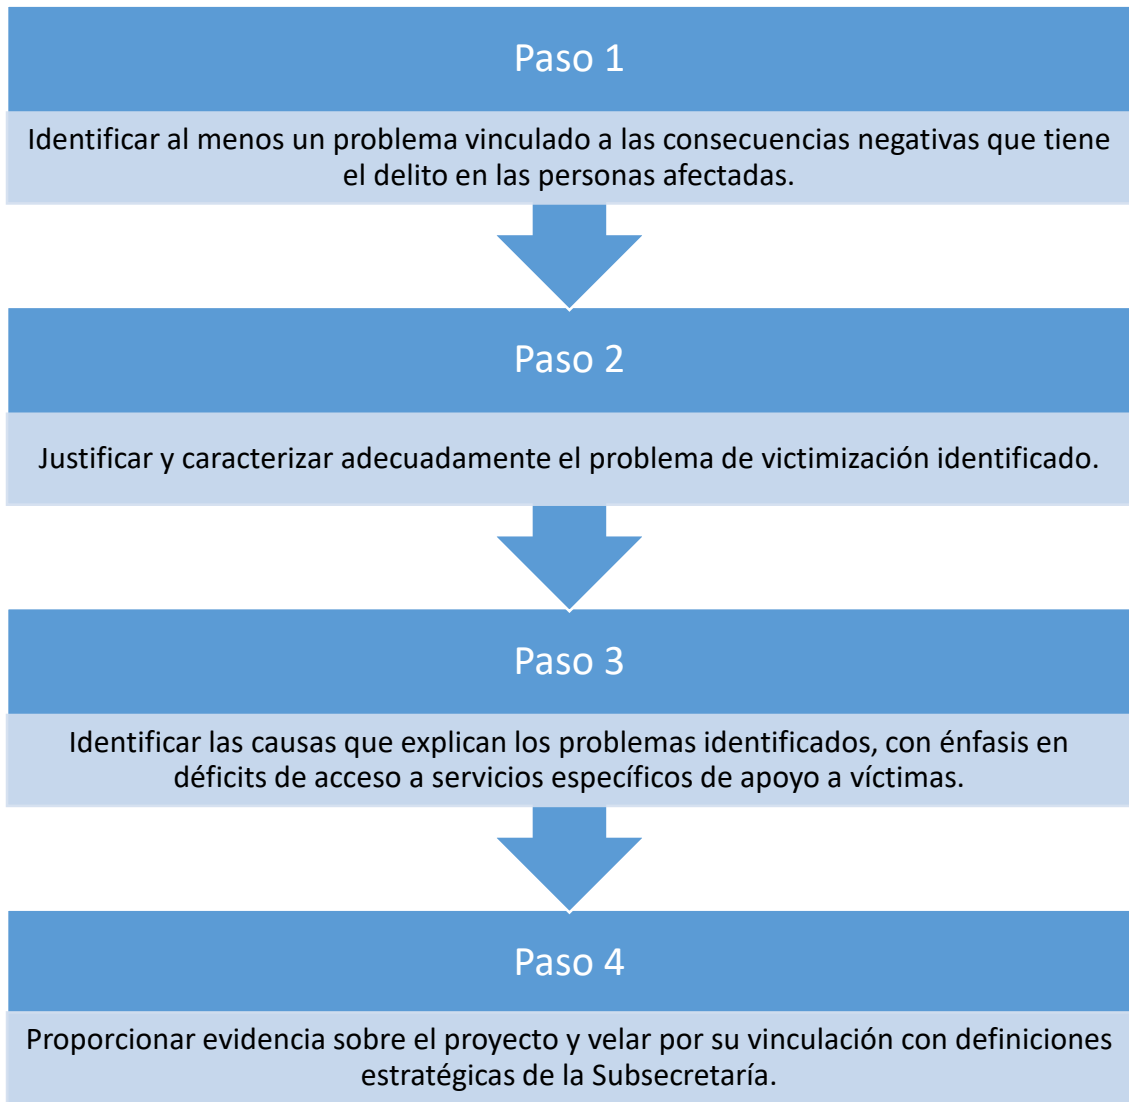 Paso 1
Identificar al menos un problema vinculado a las consecuencias negativas que tiene
el delito en las personas afectadas.
Paso 2
Justificar y caracterizar adecuadamente el problema de victimización identificado.
Paso 3
Identificar las causas que explican los problemas identificados, con énfasis en
déficits de acceso a servicios específicos de apoyo a víctimas.
Paso 4
Proporcionar evidencia sobre el proyecto y velar por su vinculación con definiciones
estratégicas de la Subsecretaría.